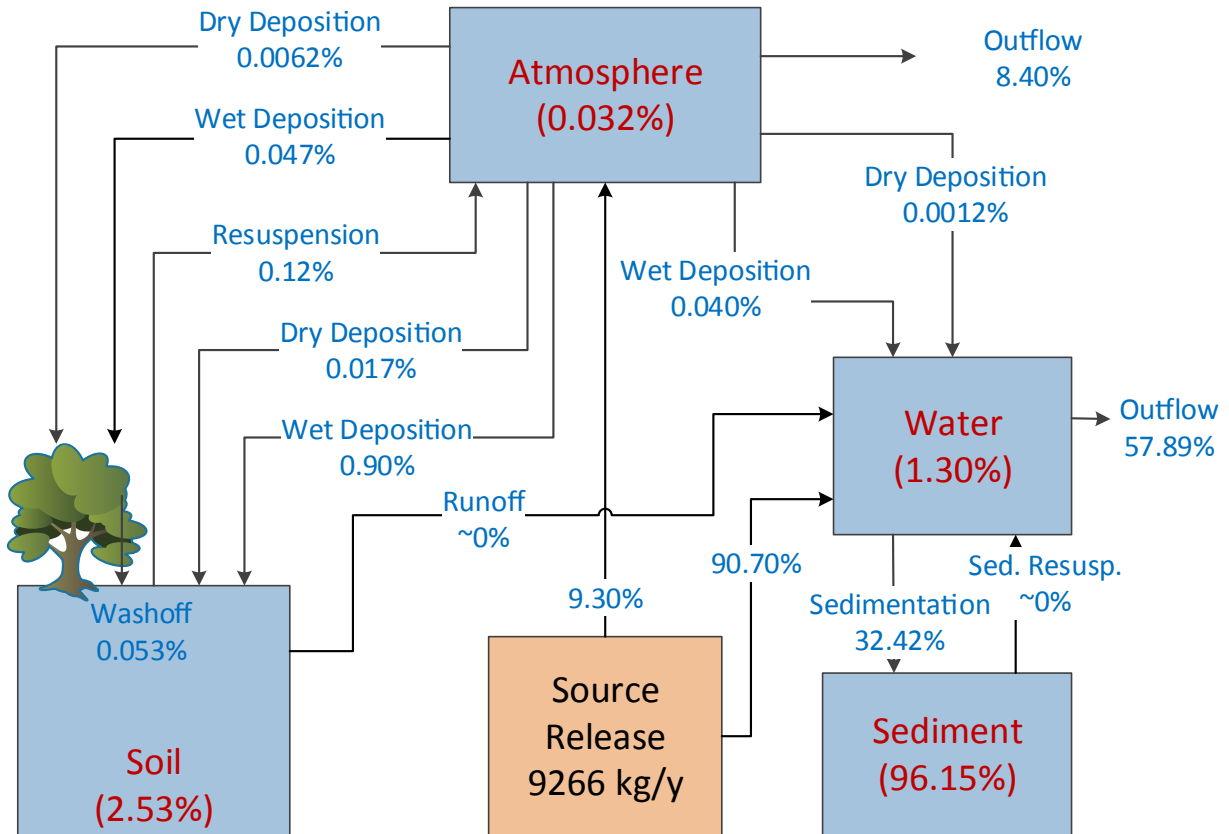 Dry Deposition
0.0062%
Atmosphere
(0.032%)
Outflow
8.40%
Wet Deposition
0.047%
Dry Deposition
0.0012%
Resuspension
0.12%
Wet Deposition
0.040%
Dry Deposition
0.017%
Wet Deposition
0.90%
Water
(1.30%)
Outflow
57.89%
Runoff
~0%
90.70%
Sed. Resusp.
~0%
9.30%
Sedimentation
32.42%
Washoff
0.053%
Source
Release
9266 kg/y
Soil
(2.53%)
Sediment
(96.15%)